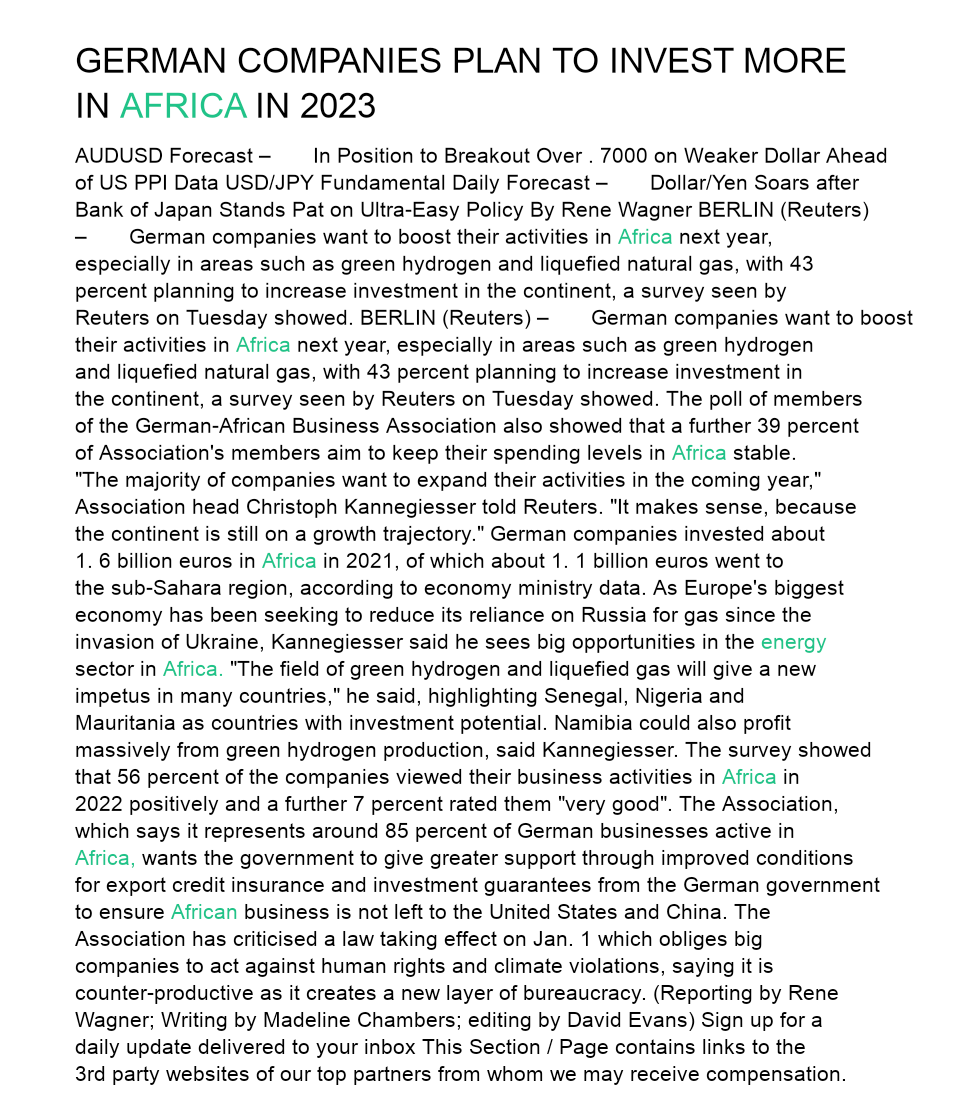 GERMAN COMPANIES PLAN TO INVEST MORE
IN AFRICA IN 2023
AUDUSD Forecast – In Position to Breakout Over . 7000 on Weaker Dollar Ahead
of US PPI Data USD/JPY Fundamental Daily Forecast – Dollar/Yen Soars after
Bank of Japan Stands Pat on Ultra-Easy Policy By Rene Wagner BERLIN (Reuters)
– German companies want to boost their activities in Africa next year,
especially in areas such as green hydrogen and liquefied natural gas, with 43
percent planning to increase investment in the continent, a survey seen by
Reuters on Tuesday showed. BERLIN (Reuters) – German companies want to boost
their activities in Africa next year, especially in areas such as green hydrogen
and liquefied natural gas, with 43 percent planning to increase investment in
the continent, a survey seen by Reuters on Tuesday showed. The poll of members
of the German-African Business Association also showed that a further 39 percent
of Association's members aim to keep their spending levels in Africa stable.
"The majority of companies want to expand their activities in the coming year,"
Association head Christoph Kannegiesser told Reuters. "It makes sense, because
the continent is still on a growth trajectory." German companies invested about
1. 6 billion euros in Africa in 2021, of which about 1. 1 billion euros went to
the sub-Sahara region, according to economy ministry data. As Europe's biggest
economy has been seeking to reduce its reliance on Russia for gas since the
invasion of Ukraine, Kannegiesser said he sees big opportunities in the energy
sector in Africa. "The field of green hydrogen and liquefied gas will give a new
impetus in many countries," he said, highlighting Senegal, Nigeria and
Mauritania as countries with investment potential. Namibia could also profit
massively from green hydrogen production, said Kannegiesser. The survey showed
that 56 percent of the companies viewed their business activities in Africa in
2022 positively and a further 7 percent rated them "very good". The Association,
which says it represents around 85 percent of German businesses active in
Africa, wants the government to give greater support through improved conditions
for export credit insurance and investment guarantees from the German government
to ensure African business is not left to the United States and China. The
Association has criticised a law taking effect on Jan. 1 which obliges big
companies to act against human rights and climate violations, saying it is
counter-productive as it creates a new layer of bureaucracy. (Reporting by Rene
Wagner; Writing by Madeline Chambers; editing by David Evans) Sign up for a
daily update delivered to your inbox This Section / Page contains links to the
3rd party websites of our top partners from whom we may receive compensation.